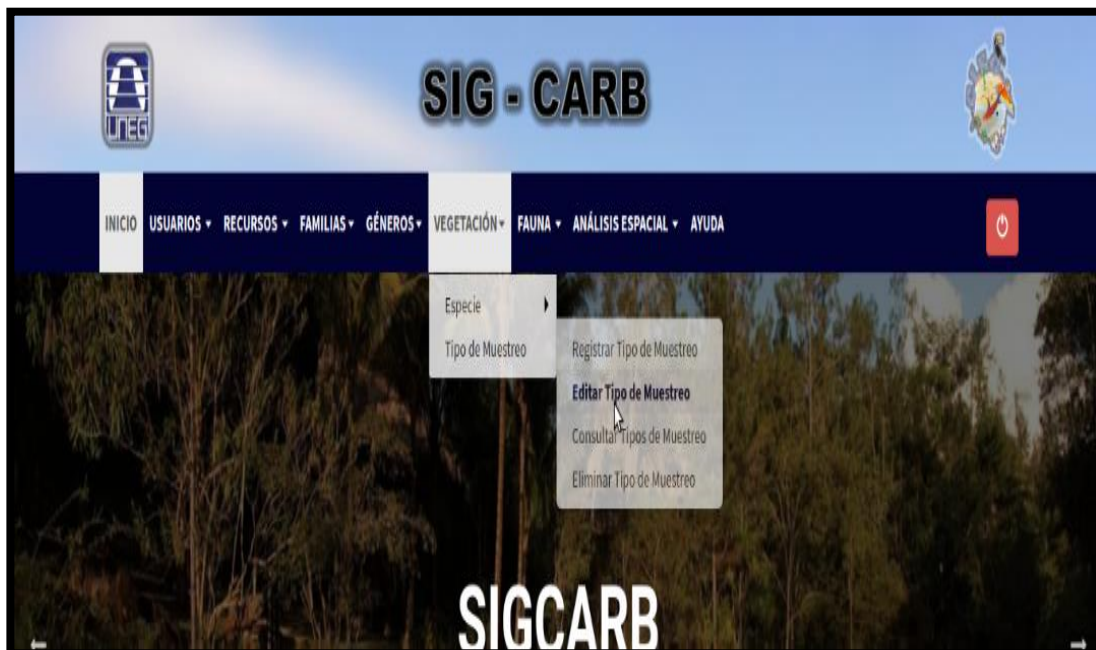 UNEG
SIG - CARB
INICIO USUARIOS RECURSOS FAMILIAS GÉNEROS VEGETACIÓN FAUNA ANÁLISIS ESPACIAL AYUDA
Especie
Tipo de Muestreo
Registrar Tipo de Muestreo
Editar Tipo de Muestreo
Consultar Tipos de Muestreo
Eliminar Tipo de Muestreo
SIGCARB